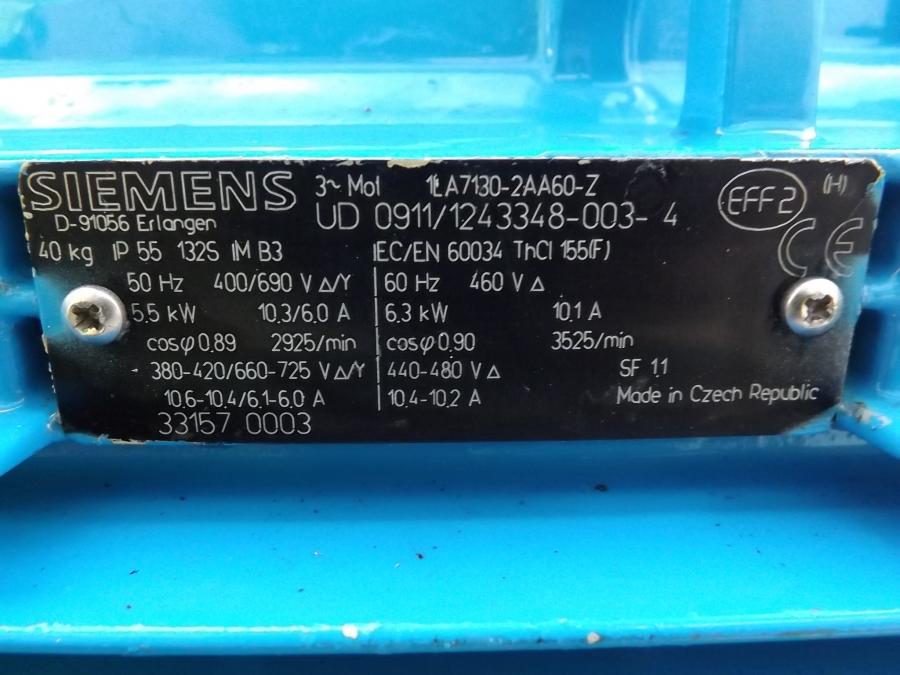 SIEMENS 3~ Mot 1LA7130-2AA60-Z EFF2 (H)
D-91056 Erlangen UD 0911/1243348-003-4
40 kg IP 55 132S IM B3 IEC/EN 60034 ThCl 155(F) CE
50 Hz 400/690 V Δ/Y 60 Hz 460 V Δ
5.5 kW 10.3/6.0 A 6.3 kW 10.1 A
cosφ 0.89 2925/min cosφ 0.90 3525/min
380-420/660-725 V Δ/Y 440-480 V Δ SF 1.1
10.6-10.4/6.1-6.0 A 10.4-10.2 A Made in Czech Republic
33157 0003